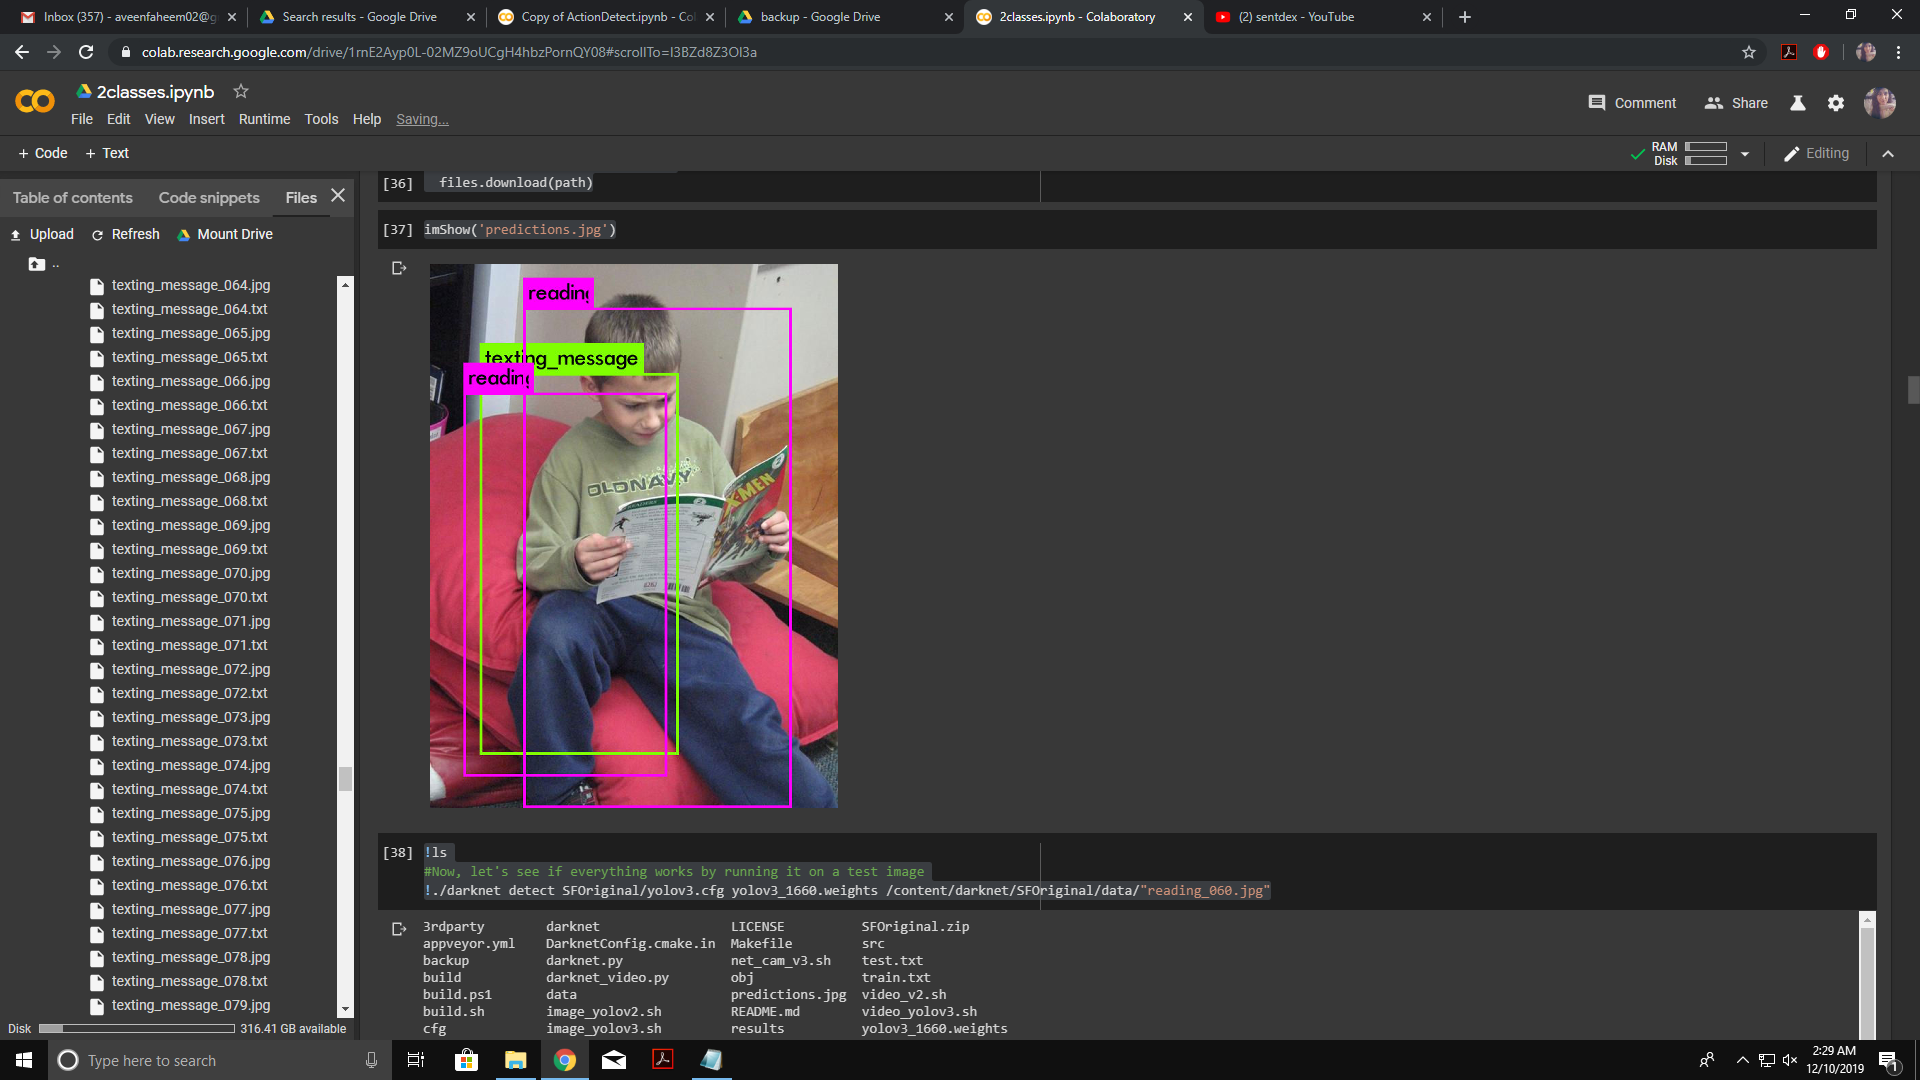 Inbox (357) - aveenfaheem02@g
Search results - Google Drive
Copy of ActionDetect.ipynb - Co
backup - Google Drive
2classes.ipynb - Colaboratory
(2) sentdex - YouTube
colab.research.google.com/drive/1rnE2Ayp0L-02MZ9oUCgH4hbzPornQY08#scrollTo=I3BZd8Z3OI3a
2classes.ipynb
Comment
Share
File Edit View Insert Runtime Tools Help Saving...
+ Code + Text
RAM
Disk
Editing
Table of contents Code snippets Files
Upload Refresh Mount Drive
..
texting_message_064.jpg
texting_message_064.txt
texting_message_065.jpg
texting_message_065.txt
texting_message_066.jpg
texting_message_066.txt
texting_message_067.jpg
texting_message_067.txt
texting_message_068.jpg
texting_message_068.txt
texting_message_069.jpg
texting_message_069.txt
texting_message_070.jpg
texting_message_070.txt
texting_message_071.jpg
texting_message_071.txt
texting_message_072.jpg
texting_message_072.txt
texting_message_073.jpg
texting_message_073.txt
texting_message_074.jpg
texting_message_074.txt
texting_message_075.jpg
texting_message_075.txt
texting_message_076.jpg
texting_message_076.txt
texting_message_077.jpg
texting_message_077.txt
texting_message_078.jpg
texting_message_078.txt
texting_message_079.jpg
Disk 316.41 GB available
[36] files.download(path)
[37] imShow('predictions.jpg')
reading
texting_message
reading
OLD NAVY
X-MEN
2
[38] !ls
#Now, let's see if everything works by running it on a test image
!./darknet detect SFOriginal/yolov3.cfg yolov3_1660.weights /content/darknet/SFOriginal/data/"reading_060.jpg"
3rdparty darknet LICENSE SFOriginal.zip
appveyor.yml DarknetConfig.cmake.in Makefile src
backup darknet.py net_cam_v3.sh test.txt
build darknet_video.py obj train.txt
build.ps1 data predictions.jpg video_v2.sh
build.sh image_yolov2.sh README.md video_yolov3.sh
cfg image_yolov3.sh results yolov3_1660.weights
Type here to search
2:29 AM
12/10/2019
1